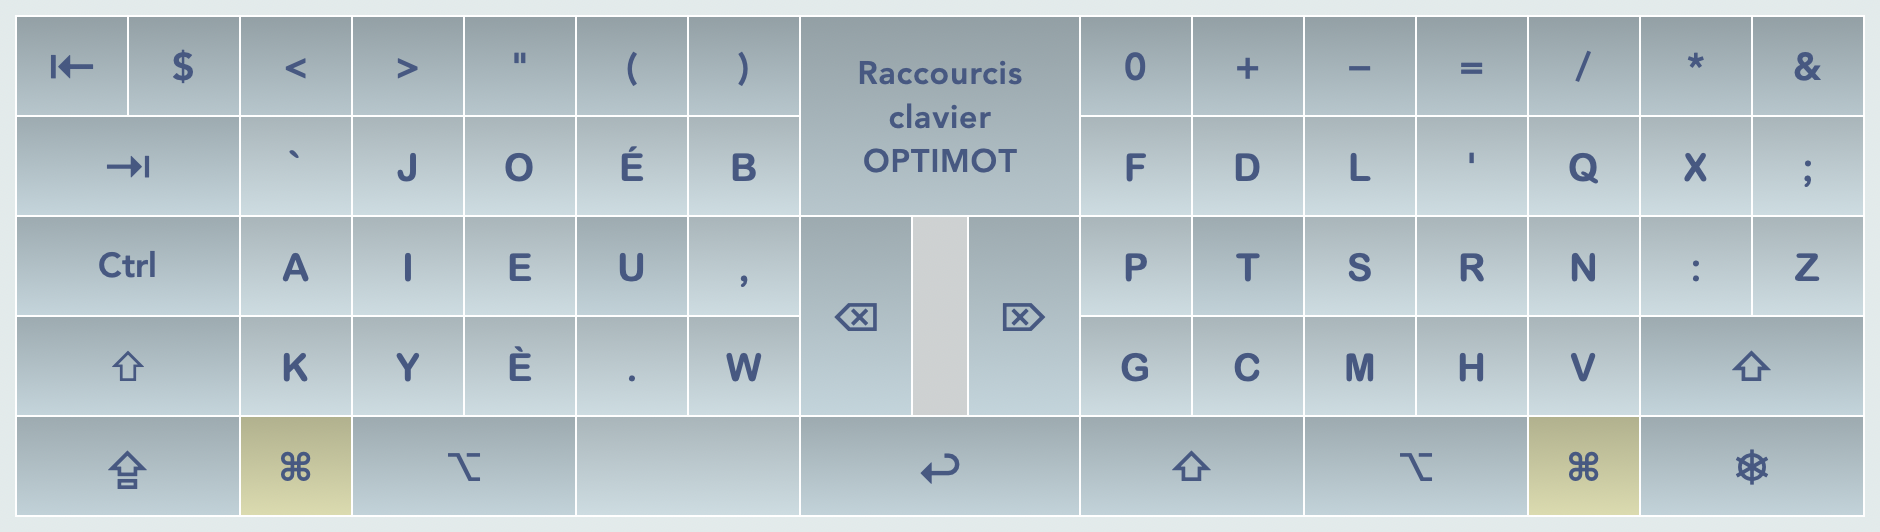 ⇤ $ < > " ( ) Raccourcis clavier OPTIMOT 0 + − = / * &
⇥ ` J O É B F D L ' Q X ;
Ctrl A I E U , ⌫ ⌦ P T S R N : Z
⇧ K Y È . W G C M H V ⇧
⇪ ⌘ ⌥ ↩ ⇧ ⌥ ⌘ ⎈